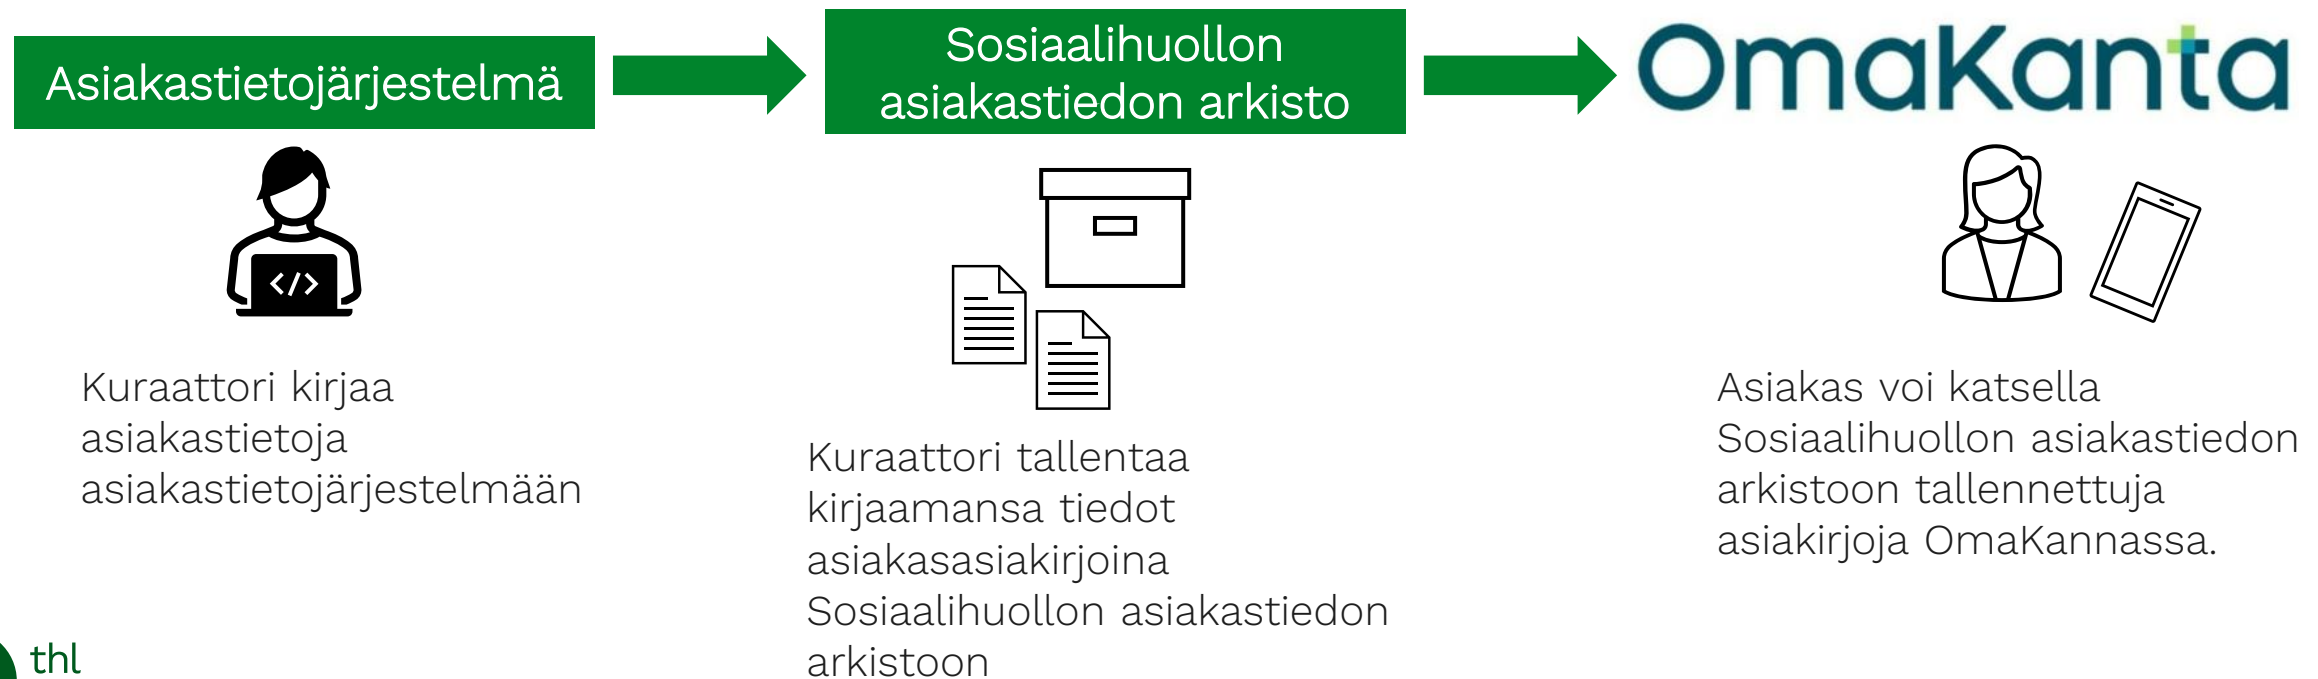 Asiakastietojärjestelmä
Sosiaalihuollon
asiakastiedon arkisto
OmaKanta
</>
Kuraattori kirjaa
asiakastietoja
asiakastietojärjestelmään
Kuraattori tallentaa
kirjaamansa tiedot
asiakasasiakirjoina
Sosiaalihuollon asiakastiedon
arkistoon
Asiakas voi katsella
Sosiaalihuollon asiakastiedon
arkistoon tallennettuja
asiakirjoja OmaKannassa.
thl